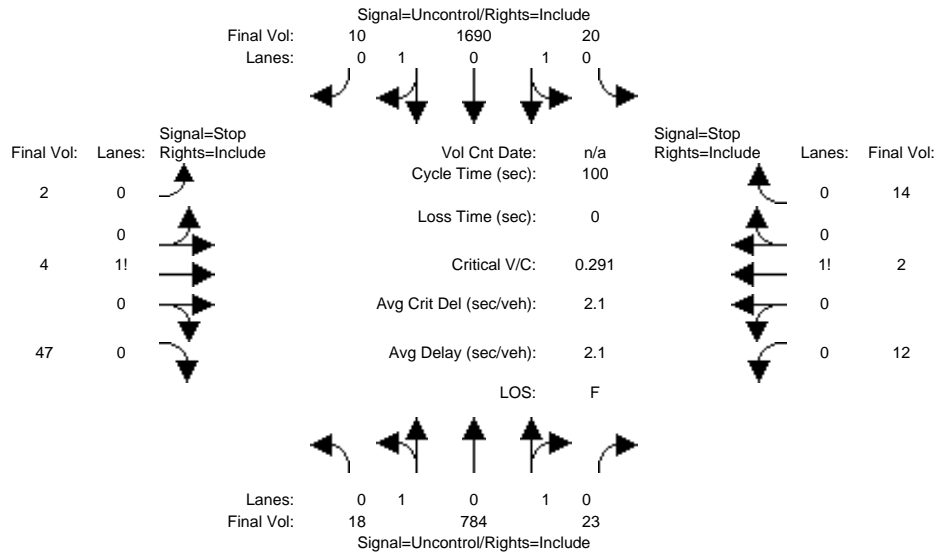 Signal=Uncontrol/Rights=Include
Final Vol: 10 1690 20
Lanes: 0 1 0 1 0
Signal=Stop Signal=Stop
Final Vol: Lanes: Rights=Include Vol Cnt Date: n/a Rights=Include Lanes: Final Vol:
Cycle Time (sec): 100
2 0 0 14
Loss Time (sec): 0
0 0
4 1! Critical V/C: 0.291 1! 2
0 Avg Crit Del (sec/veh): 2.1 0
47 0 Avg Delay (sec/veh): 2.1 0 12
LOS: F
Lanes: 0 1 0 1 0
Final Vol: 18 784 23
Signal=Uncontrol/Rights=Include